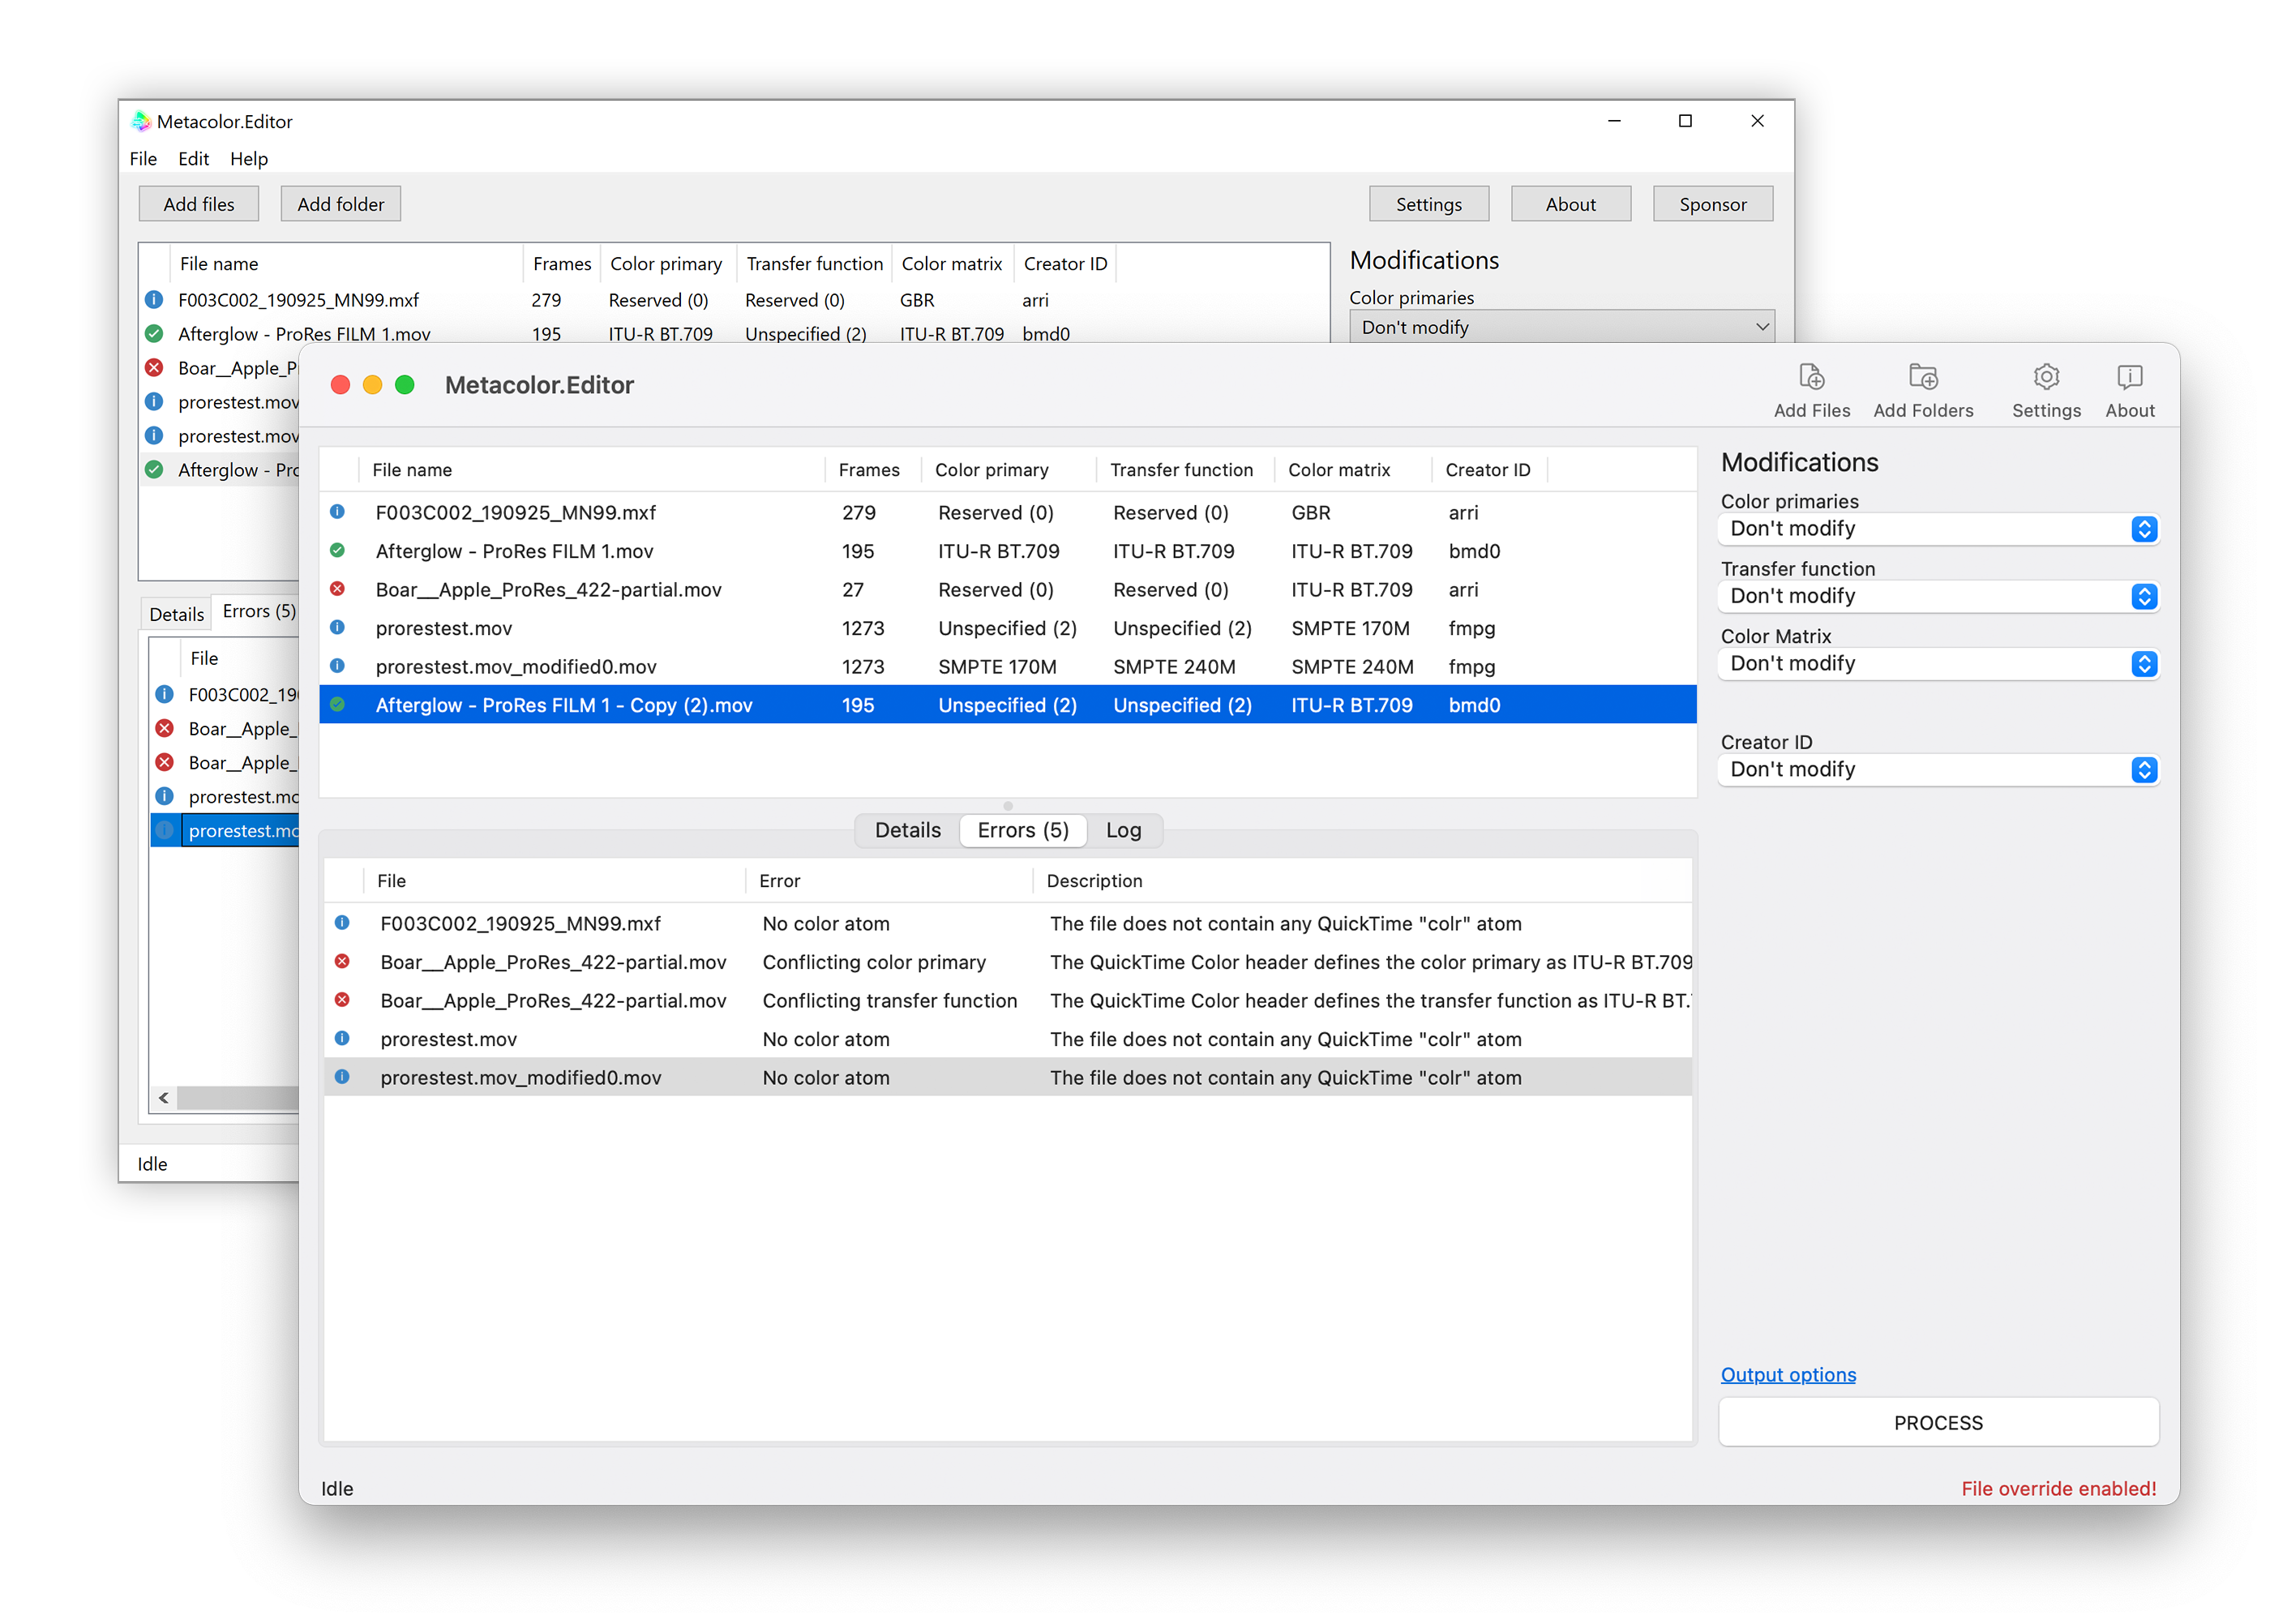 Metacolor.Editor
File Edit Help
Add files Add folder Settings About Sponsor
File name Frames Color primary Transfer function Color matrix Creator ID
F003C002_190925_MN99.mxf 279 Reserved (0) Reserved (0) GBR arri
Afterglow - ProRes FILM 1.mov 195 ITU-R BT.709 Unspecified (2) ITU-R BT.709 bmd0
Boar__Apple_P
prorestest.mov
prorestest.mov
Afterglow - Pro
Modifications
Color primaries
Don't modify
Details Errors (5)
File
F003C002_190
Boar__Apple_
Boar__Apple_
prorestest.mo
prorestest.mo
Idle
Metacolor.Editor
Add Files Add Folders Settings About
File name Frames Color primary Transfer function Color matrix Creator ID
F003C002_190925_MN99.mxf 279 Reserved (0) Reserved (0) GBR arri
Afterglow - ProRes FILM 1.mov 195 ITU-R BT.709 ITU-R BT.709 ITU-R BT.709 bmd0
Boar__Apple_ProRes_422-partial.mov 27 Reserved (0) Reserved (0) ITU-R BT.709 arri
prorestest.mov 1273 Unspecified (2) Unspecified (2) SMPTE 170M fmpg
prorestest.mov_modified0.mov 1273 SMPTE 170M SMPTE 240M SMPTE 240M fmpg
Afterglow - ProRes FILM 1 - Copy (2).mov 195 Unspecified (2) Unspecified (2) ITU-R BT.709 bmd0
Details Errors (5) Log
File Error Description
F003C002_190925_MN99.mxf No color atom The file does not contain any QuickTime "colr" atom
Boar__Apple_ProRes_422-partial.mov Conflicting color primary The QuickTime Color header defines the color primary as ITU-R BT.709
Boar__Apple_ProRes_422-partial.mov Conflicting transfer function The QuickTime Color header defines the transfer function as ITU-R BT.
prorestest.mov No color atom The file does not contain any QuickTime "colr" atom
prorestest.mov_modified0.mov No color atom The file does not contain any QuickTime "colr" atom
Modifications
Color primaries
Don't modify
Transfer function
Don't modify
Color Matrix
Don't modify
Creator ID
Don't modify
Output options
PROCESS
Idle
File override enabled!